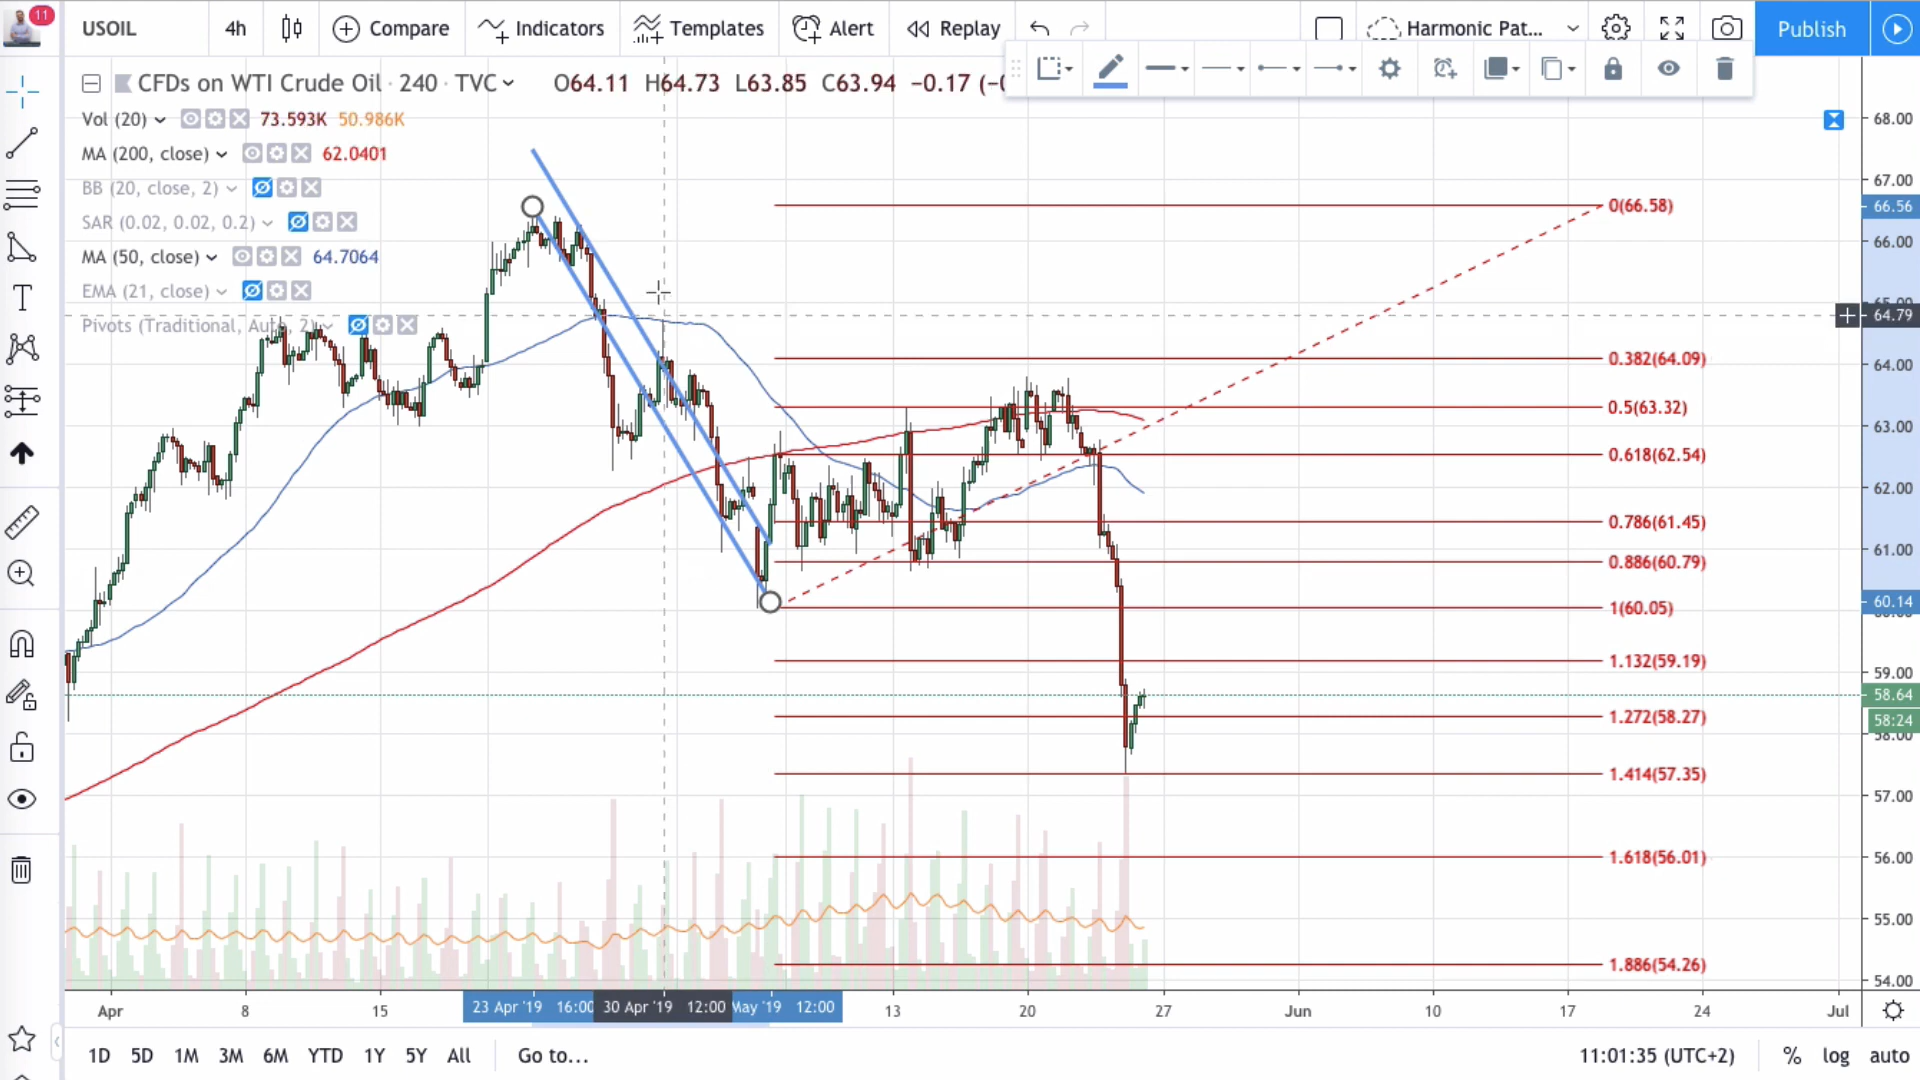 11
USOIL 4h Compare Indicators Templates Alert Replay Harmonic Pat... Publish
CFDs on WTI Crude Oil · 240 · TVC O64.11 H64.73 L63.85 C63.94 −0.17
Vol (20) 73.593K 50.986K
MA (200, close) 62.0401
BB (20, close, 2)
SAR (0.02, 0.02, 0.2)
MA (50, close) 64.7064
EMA (21, close)
Pivots (Traditional, Auto, 2)
68.00
67.00
0(66.58) 66.56
66.00
64.79
0.382(64.09)
64.00
0.5(63.32)
63.00
0.618(62.54)
62.00
0.786(61.45)
61.00
0.886(60.79)
60.14
1(60.05)
1.132(59.19)
59.00
58.64
1.272(58.27) 58:24
58.00
1.414(57.35)
57.00
1.618(56.01) 56.00
55.00
1.886(54.26)
54.00
Apr 8 15 23 Apr '19 16:00 30 Apr '19 12:00 May '19 12:00 13 20 27 Jun 10 17 24 Jul
1D 5D 1M 3M 6M YTD 1Y 5Y All Go to... 11:01:35 (UTC+2) % log auto